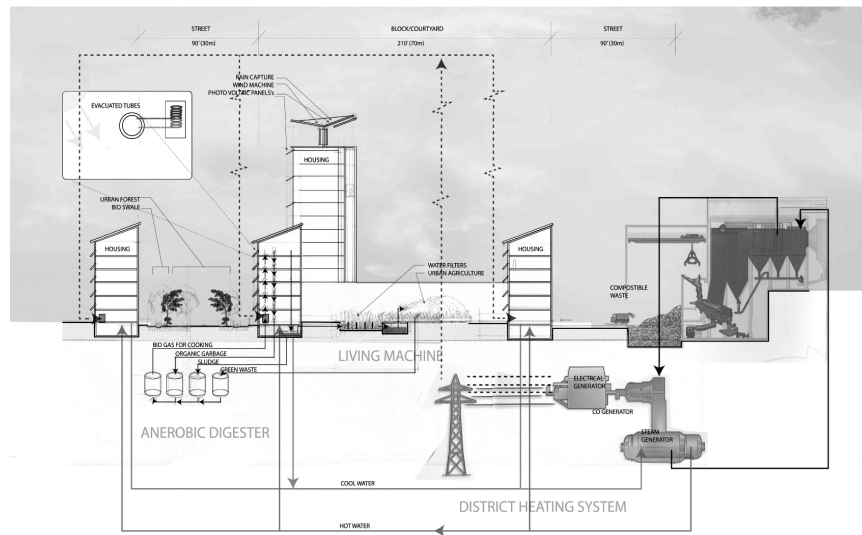 STREET
BLOCK/COURTYARD
STREET
90' (30m)
210' (70m)
90' (30m)
RAIN CAPTURE
WIND MACHINE
PHOTO VOLTAIC PANELS's
EVACUATED TUBES
HOUSING
URBAN FOREST
BIO SWALE
HOUSING
HOUSING
HOUSING
WATER FILTERS
URBAN AGRICULTURE
COMPOSTIBLE
WASTE
LIVING MACHINE
BIO GAS FOR COOKING
ORGANIC GARBAGE
SLUDGE
GREEN WASTE
ELECTRICAL
GENERATOR
CO GENERATOR
STEAM
GENERATOR
ANEROBIC DIGESTER
COOL WATER
DISTRICT HEATING SYSTEM
HOT WATER